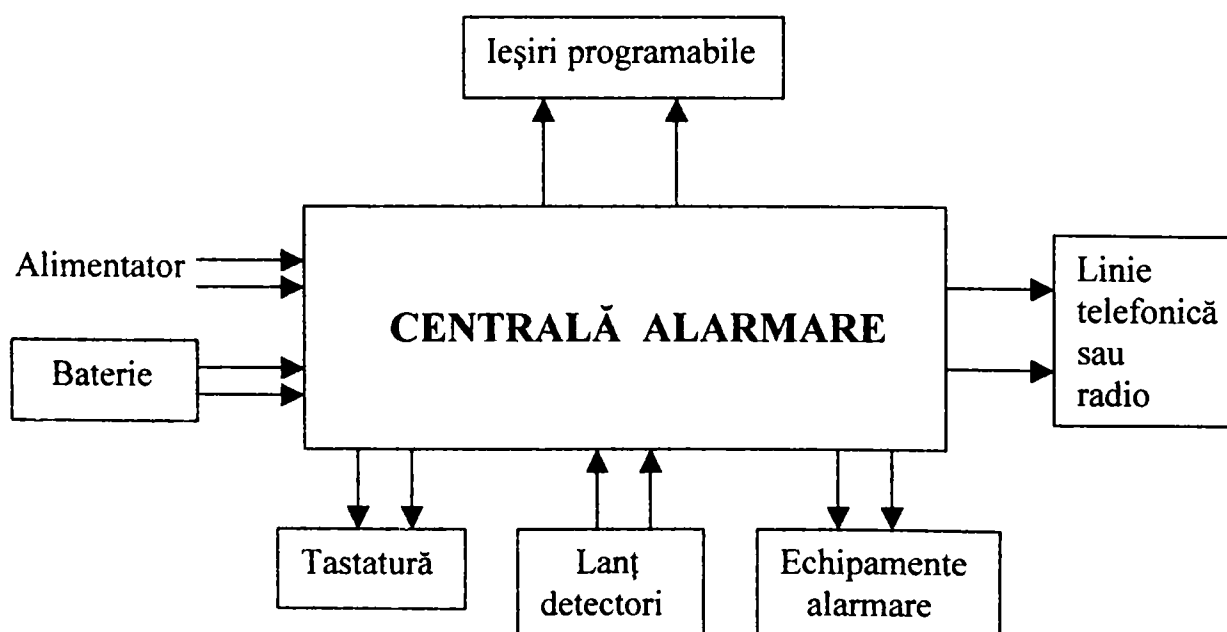 Ieşiri programabile
Alimentator
CENTRALĂ ALARMARE
Baterie
Linie
telefonică
sau
radio
Tastatură
Lanţ
detectori
Echipamente
alarmare